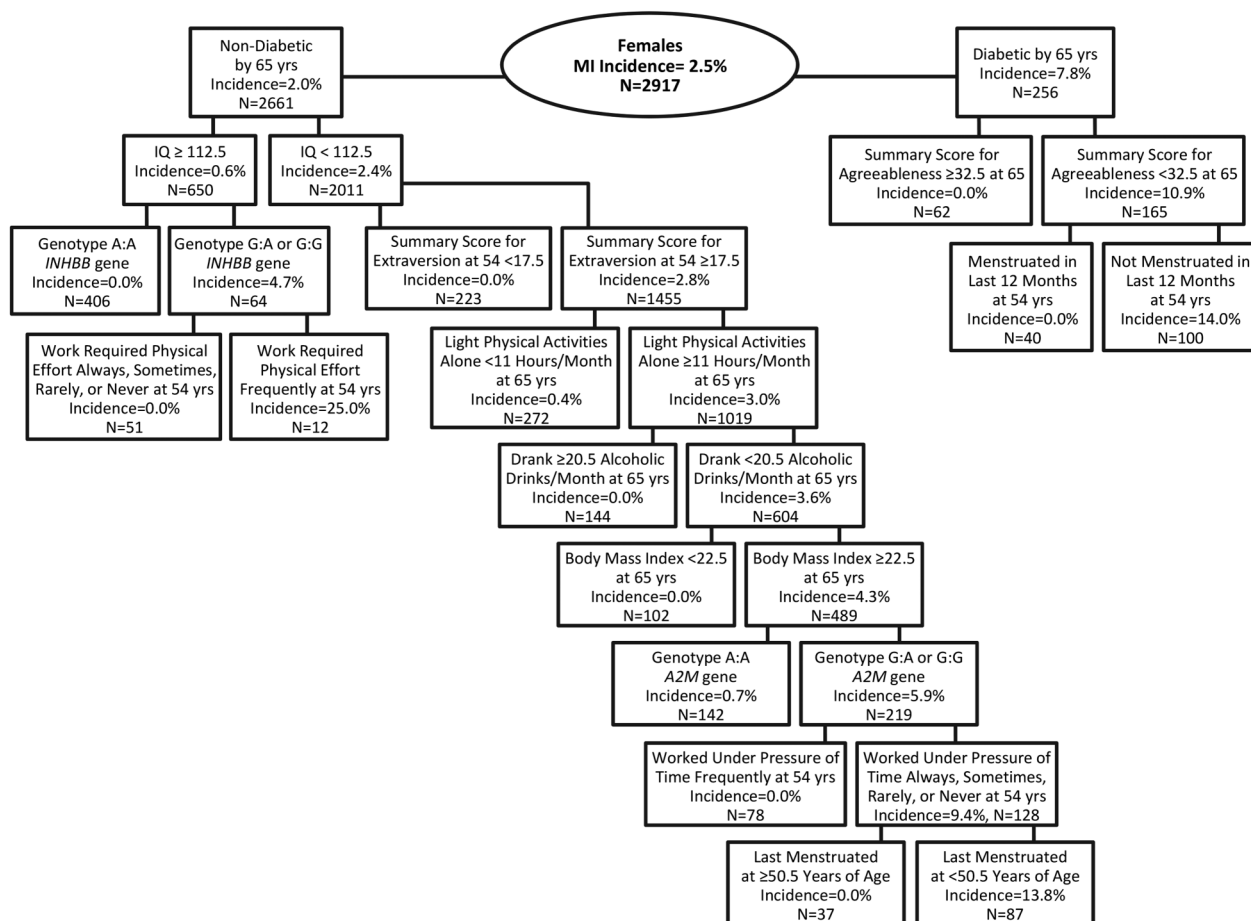 Females
MI Incidence= 2.5%
N=2917
Non-Diabetic
by 65 yrs
Incidence=2.0%
N=2661
Diabetic by 65 yrs
Incidence=7.8%
N=256
IQ ≥ 112.5
Incidence=0.6%
N=650
IQ < 112.5
Incidence=2.4%
N=2011
Summary Score for
Agreeableness ≥32.5 at 65
Incidence=0.0%
N=62
Summary Score for
Agreeableness <32.5 at 65
Incidence=10.9%
N=165
Genotype A:A
INHBB gene
Incidence=0.0%
N=406
Genotype G:A or G:G
INHBB gene
Incidence=4.7%
N=64
Summary Score for
Extraversion at 54 <17.5
Incidence=0.0%
N=223
Summary Score for
Extraversion at 54 ≥17.5
Incidence=2.8%
N=1455
Menstruated in
Last 12 Months
at 54 yrs
Incidence=0.0%
N=40
Not Menstruated in
Last 12 Months
at 54 yrs
Incidence=14.0%
N=100
Work Required Physical
Effort Always, Sometimes,
Rarely, or Never at 54 yrs
Incidence=0.0%
N=51
Work Required
Physical Effort
Frequently at 54
Incidence=25.0%
N=12
Light Physical Activities
Alone <11 Hours/Month
at 65 yrs
Incidence=0.4%
N=272
Light Physical Activities
Alone ≥11 Hours/Month
at 65 yrs
Incidence=3.0%
N=1019
Drank ≥20.5 Alcoholic
Drinks/Month at 65 yrs
Incidence=0.0%
N=144
Drank <20.5 Alcoholic
Drinks/Month at 65 yrs
Incidence=3.6%
N=604
Body Mass Index <22.5
at 65 yrs
Incidence=0.0%
N=102
Body Mass Index ≥22.5
at 65 yrs
Incidence=4.3%
N=489
Genotype A:A
A2M gene
Incidence=0.7%
N=142
Genotype G:A or G:G
A2M gene
Incidence=5.9%
N=219
Worked Under Pressure of
Time Frequently at 54 yrs
Incidence=0.0%
N=78
Worked Under Pressure of
Time Always, Sometimes,
Rarely, or Never at 54 yrs
Incidence=9.4%, N=128
Last Menstruated
at ≥50.5 Years of Age
Incidence=0.0%
N=37
Last Menstruated
at <50.5 Years of Age
Incidence=13.8%
N=87